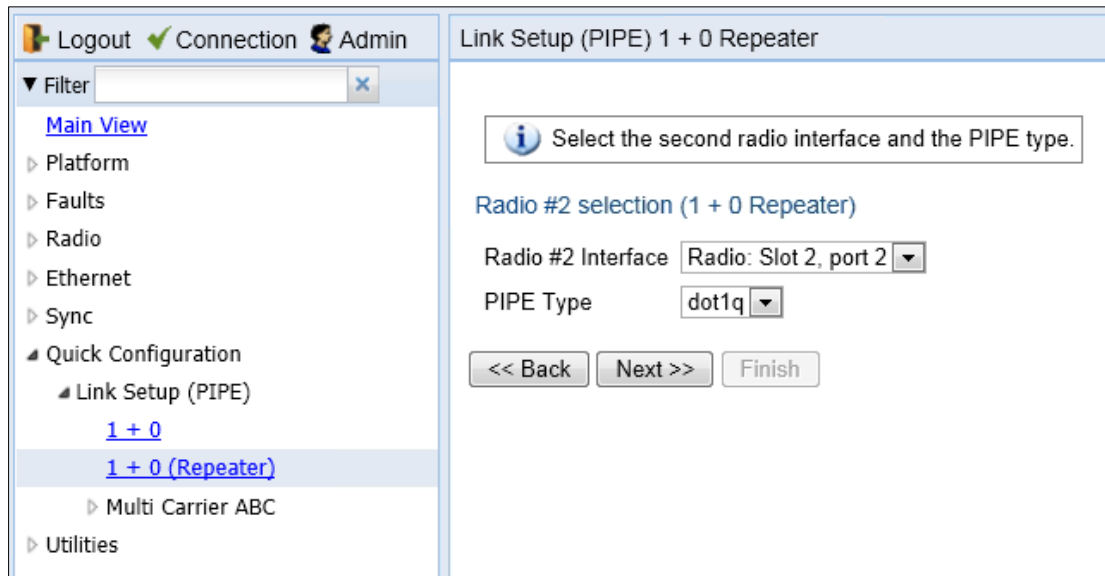 Logout Connection Admin
Filter
Main View
Platform
Faults
Radio
Ethernet
Sync
Quick Configuration
Link Setup (PIPE)
1 + 0
1 + 0 (Repeater)
Multi Carrier ABC
Utilities
Link Setup (PIPE) 1 + 0 Repeater
Select the second radio interface and the PIPE type.
Radio #2 selection (1 + 0 Repeater)
Radio #2 Interface Radio: Slot 2, port 2
PIPE Type dot1q
<< Back Next >> Finish